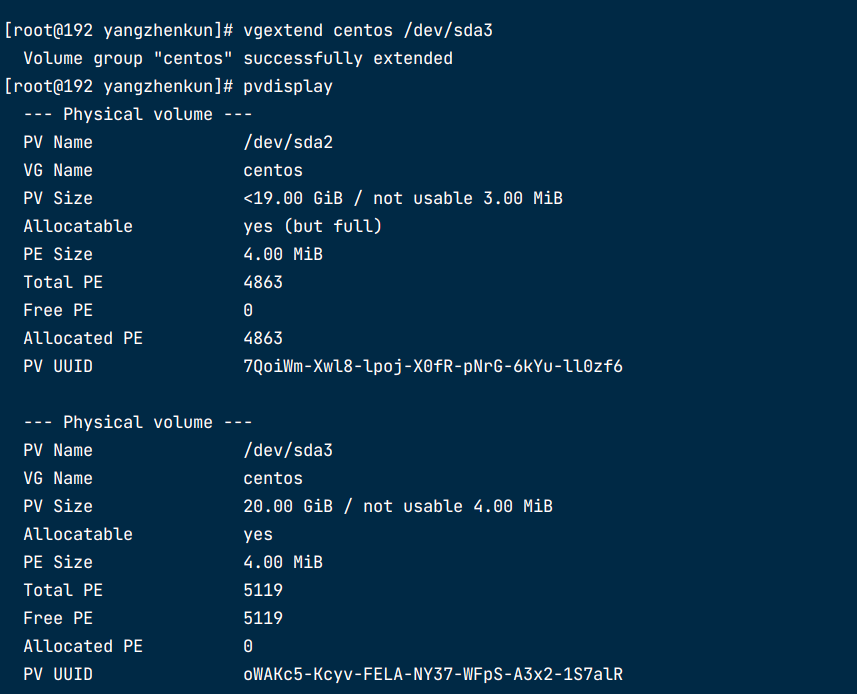 [root@192 yangzhenkun]# vgextend centos /dev/sda3
  Volume group "centos" successfully extended
[root@192 yangzhenkun]# pvdisplay
  --- Physical volume ---
  PV Name               /dev/sda2
  VG Name               centos
  PV Size               <19.00 GiB / not usable 3.00 MiB
  Allocatable           yes (but full)
  PE Size               4.00 MiB
  Total PE              4863
  Free PE               0
  Allocated PE          4863
  PV UUID               7QoiWm-Xwl8-lpoj-X0fR-pNrG-6kYu-ll0zf6

  --- Physical volume ---
  PV Name               /dev/sda3
  VG Name               centos
  PV Size               20.00 GiB / not usable 4.00 MiB
  Allocatable           yes
  PE Size               4.00 MiB
  Total PE              5119
  Free PE               5119
  Allocated PE          0
  PV UUID               oWAKc5-Kcyv-FELA-NY37-WFpS-A3x2-1S7alR